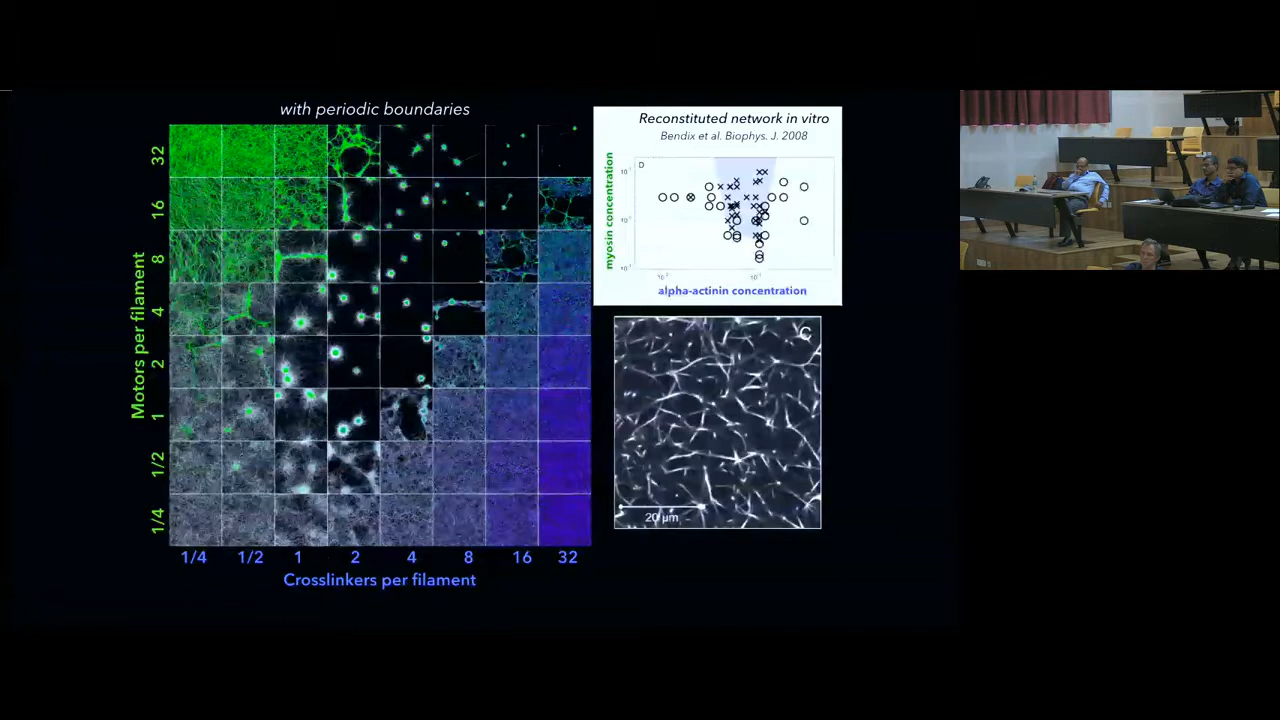 with periodic boundaries
Motors per filament
32
16
8
4
2
1
1/2
1/4
1/4 1/2 1 2 4 8 16 32
Crosslinkers per filament
Reconstituted network in vitro
Bendix et al. Biophys. J. 2008
D
myosin concentration
alpha-actinin concentration
C
20 µm